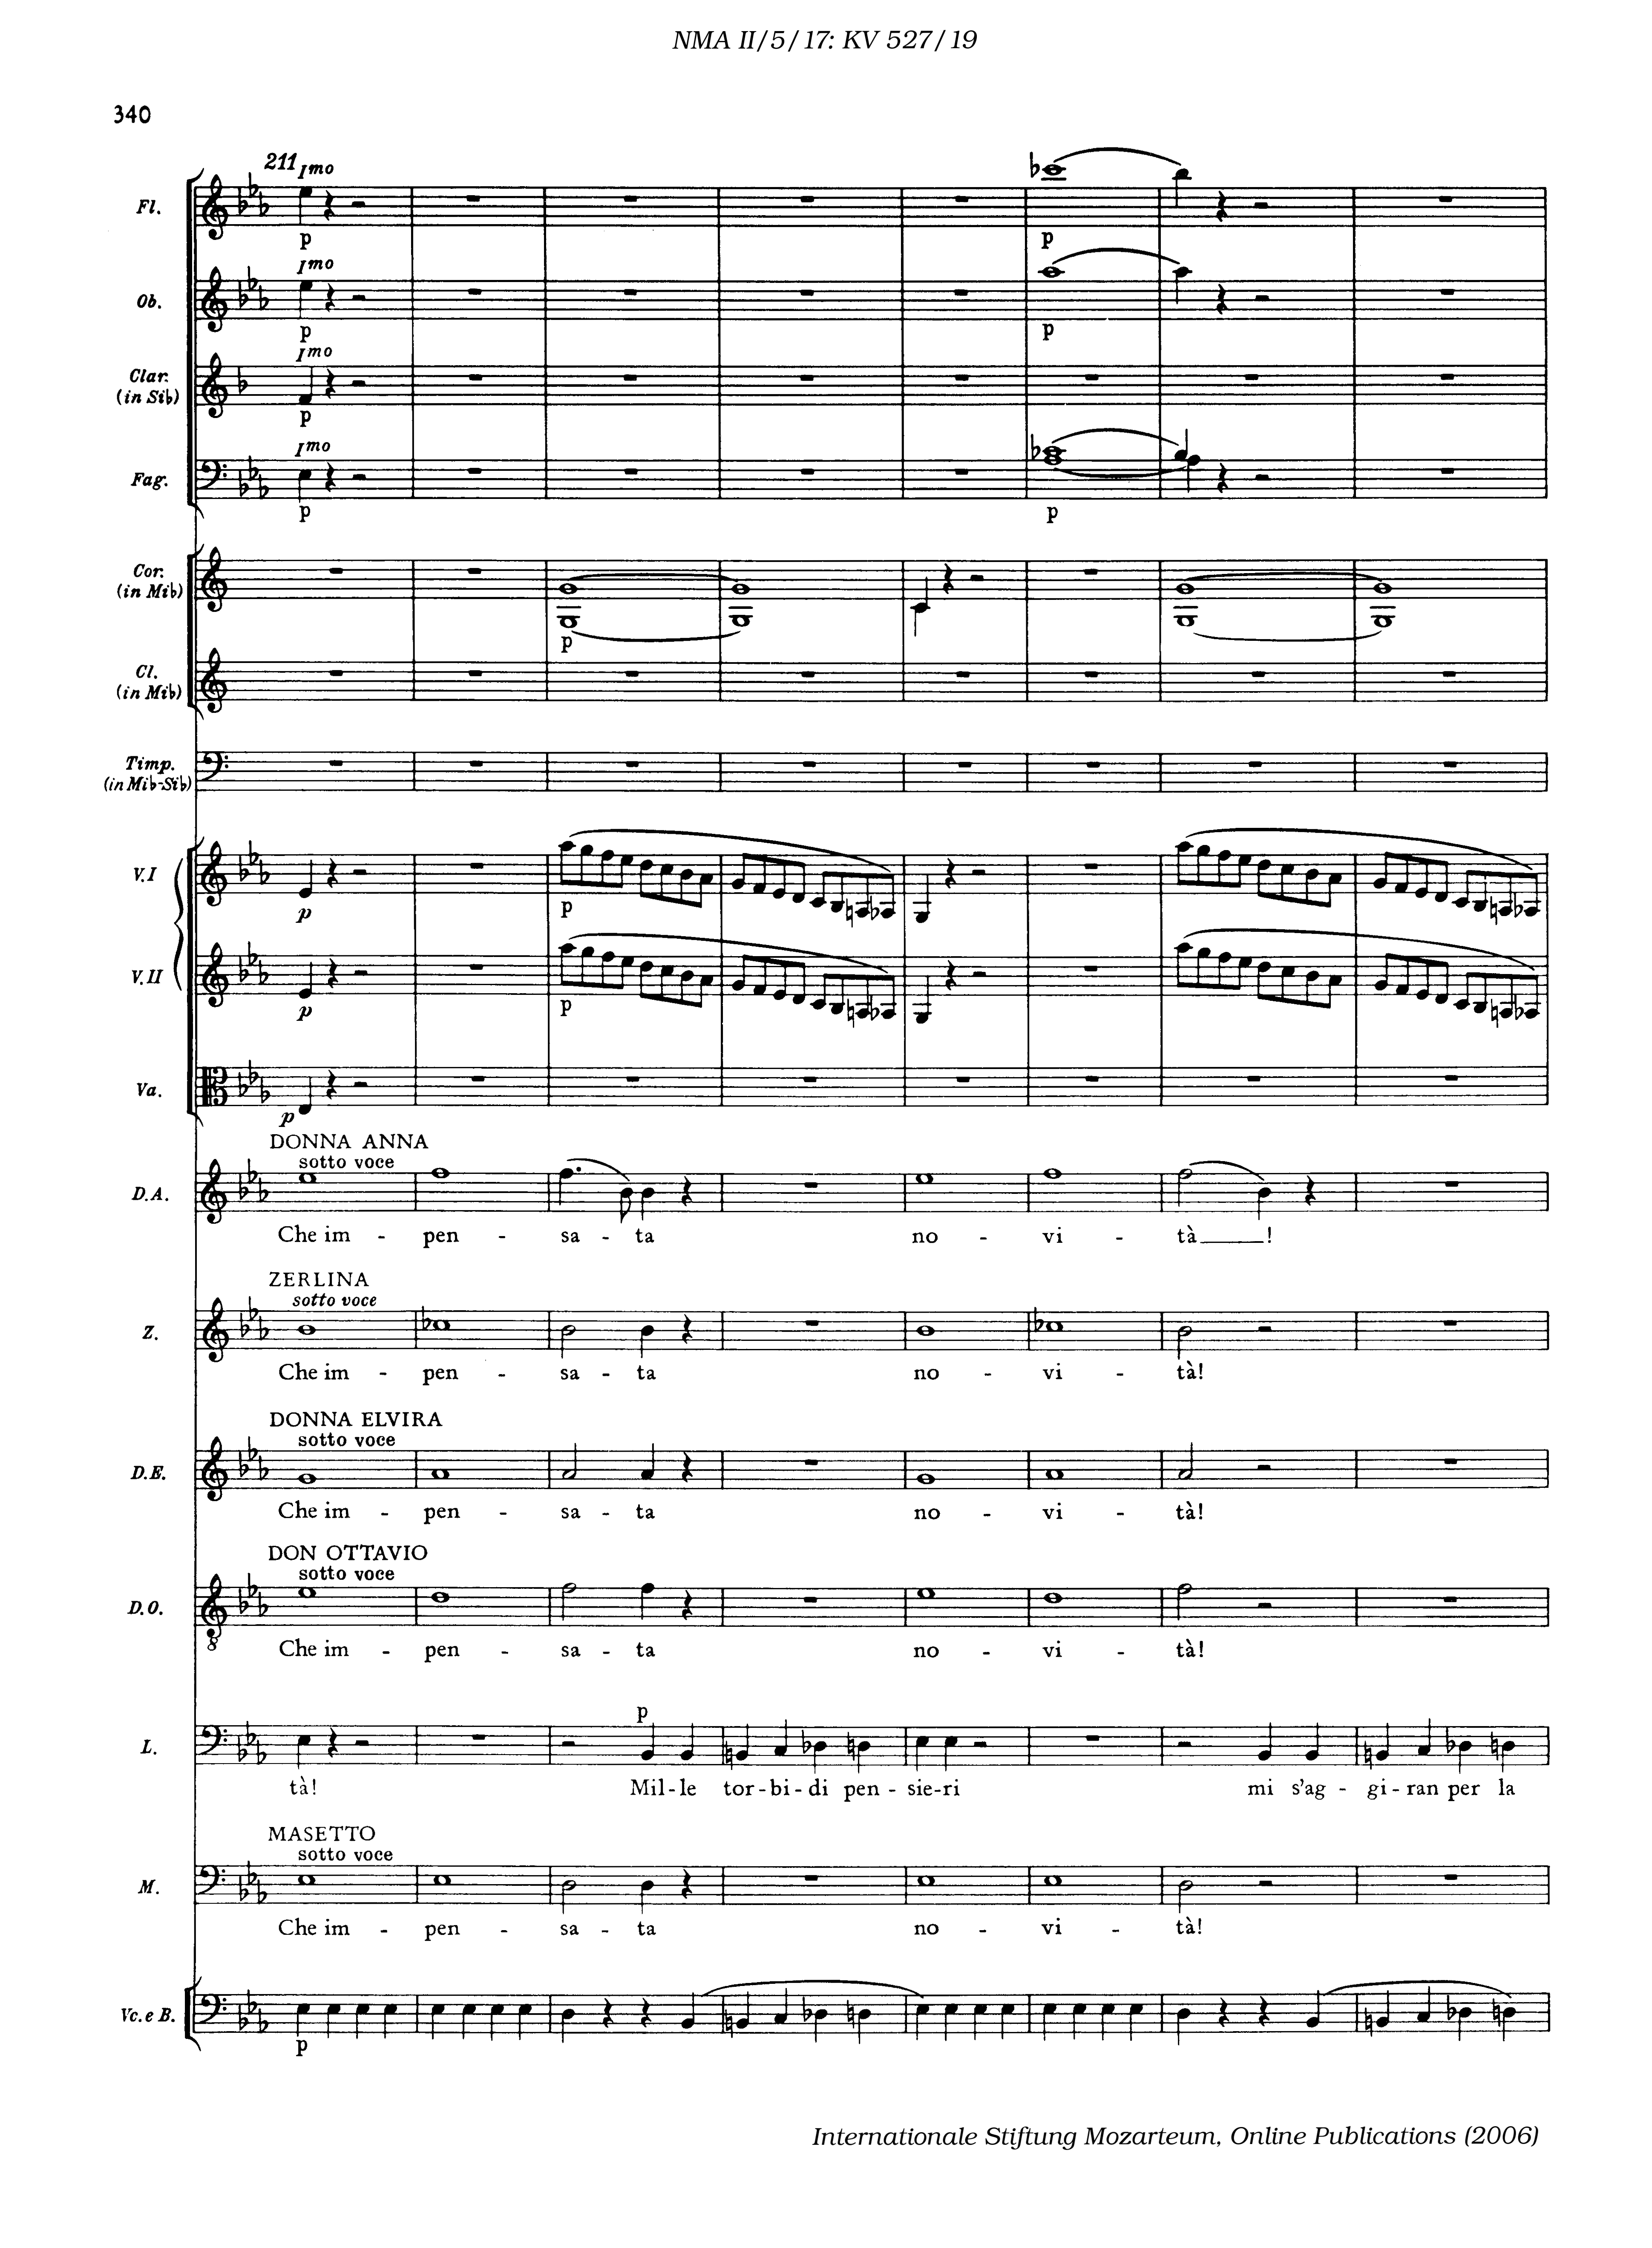 NMA II/5/17: KV 527/19
340
211 Imo
Fl.
p p
Imo
Ob.
p p
Imo
Clar.
(in Sib)
p
Imo
Fag.
p p
Cor.
(in Mib)
p
Cl.
(in Mib)
Timp.
(in Mib-Sib)
V. I
p p
V. II
p p
Va.
p
DONNA ANNA
sotto voce
D.A.
Che im - pen - sa - ta no - vi - tà !
ZERLINA
sotto voce
Z.
Che im - pen - sa - ta no - vi - tà!
DONNA ELVIRA
sotto voce
D.E.
Che im - pen - sa - ta no - vi - tà!
DON OTTAVIO
sotto voce
D.O.
8
Che im - pen - sa - ta no - vi - tà!
p
L.
tà! Mil - le tor - bi - di pen - sie - ri mi s'ag - gi - ran per la
MASETTO
sotto voce
M.
Che im - pen - sa - ta no - vi - tà!
Vc. e B.
p
Internationale Stiftung Mozarteum, Online Publications (2006)